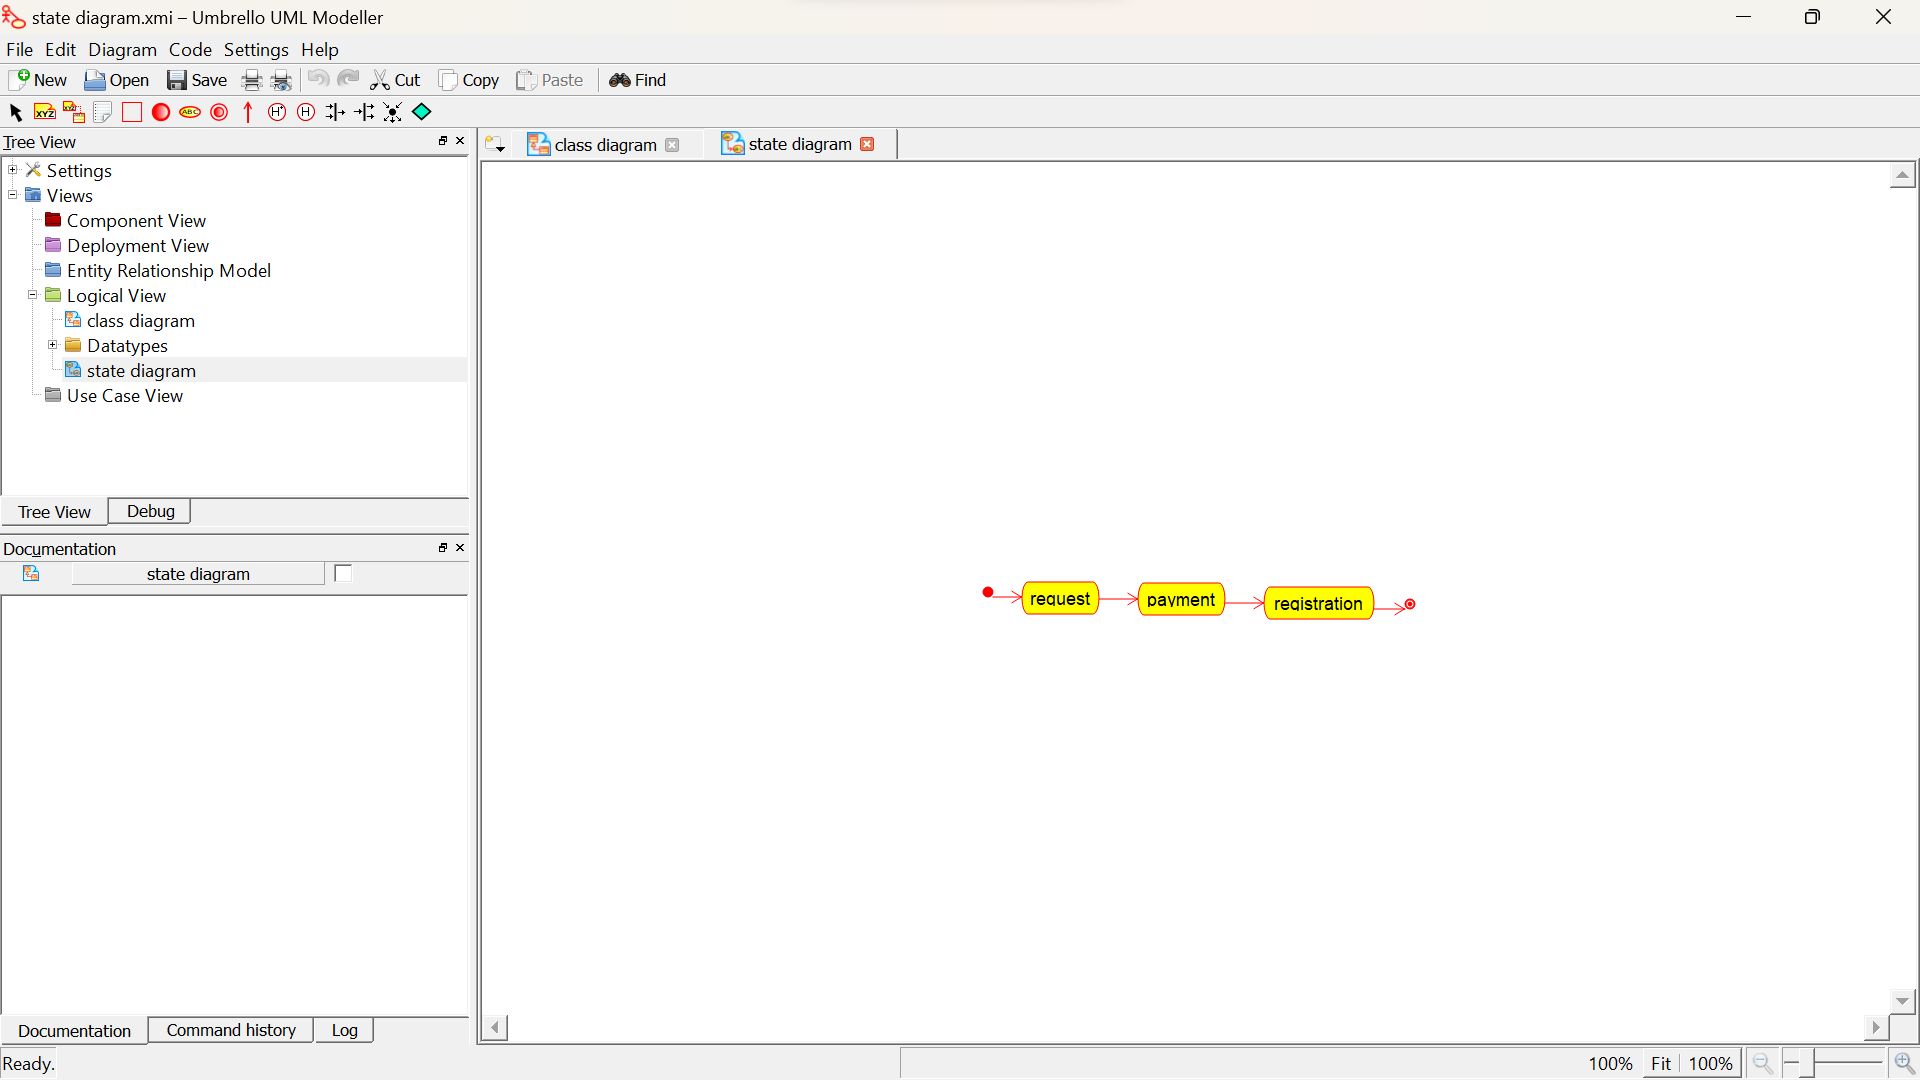 state diagram.xmi – Umbrello UML Modeller
File Edit Diagram Code Settings Help
New Open Save Cut Copy Paste Find
XYZ XYZ ABC H* H
Tree View
class diagram state diagram
Settings
Views
Component View
Deployment View
Entity Relationship Model
Logical View
class diagram
Datatypes
state diagram
Use Case View
Tree View Debug
Documentation
state diagram
request payment registration
Documentation Command history Log
Ready. 100% Fit 100%